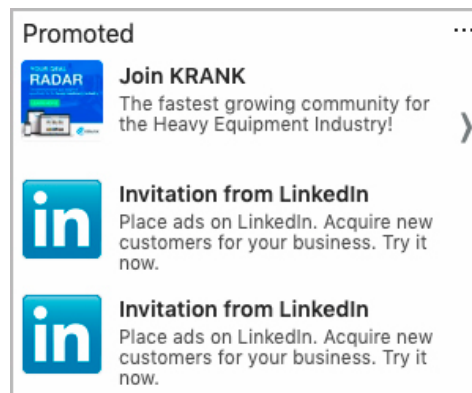 Promoted
...
YOUR DEAL
RADAR
Join KRANK
The fastest growing community for
the Heavy Equipment Industry!
in
Invitation from LinkedIn
Place ads on LinkedIn. Acquire new
customers for your business. Try it
now.
in
Invitation from LinkedIn
Place ads on LinkedIn. Acquire new
customers for your business. Try it
now.